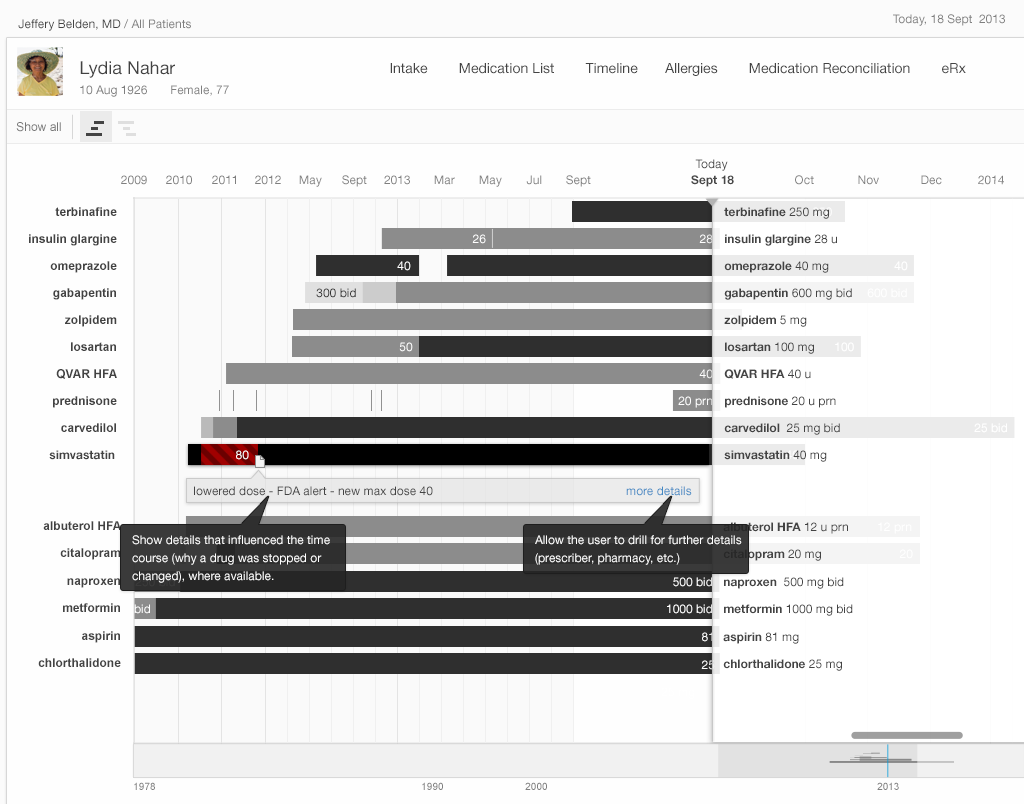 Jeffery Belden, MD / All Patients
Today, 18 Sept 2013
Lydia Nahar
10 Aug 1926 Female, 77
Intake Medication List Timeline Allergies Medication Reconciliation eRx
Show all
Today
2009 2010 2011 2012 May Sept 2013 Mar May Jul Sept Sept 18 Oct Nov Dec 2014
terbinafine terbinafine 250 mg
insulin glargine 26 28 insulin glargine 28 u
omeprazole 40 omeprazole 40 mg 40
gabapentin 300 bid gabapentin 600 mg bid 600 bid
zolpidem zolpidem 5 mg
losartan 50 losartan 100 mg 100
QVAR HFA 40 QVAR HFA 40 u
prednisone 20 prn prednisone 20 u prn
carvedilol carvedilol 25 mg bid 25 bid
simvastatin 80 simvastatin 40 mg
lowered dose - FDA alert - new max dose 40 more details
albuterol HFA albuterol HFA 12 u prn 12 prn
citalopram citalopram 20 mg 20
Show details that influenced the time
course (why a drug was stopped or
changed), where available.
Allow the user to drill for further details
(prescriber, pharmacy, etc.)
naproxen 500 bid naproxen 500 mg bid
metformin bid 1000 bid metformin 1000 mg bid
aspirin 81 aspirin 81 mg
chlorthalidone 25 chlorthalidone 25 mg
1978 1990 2000 2013